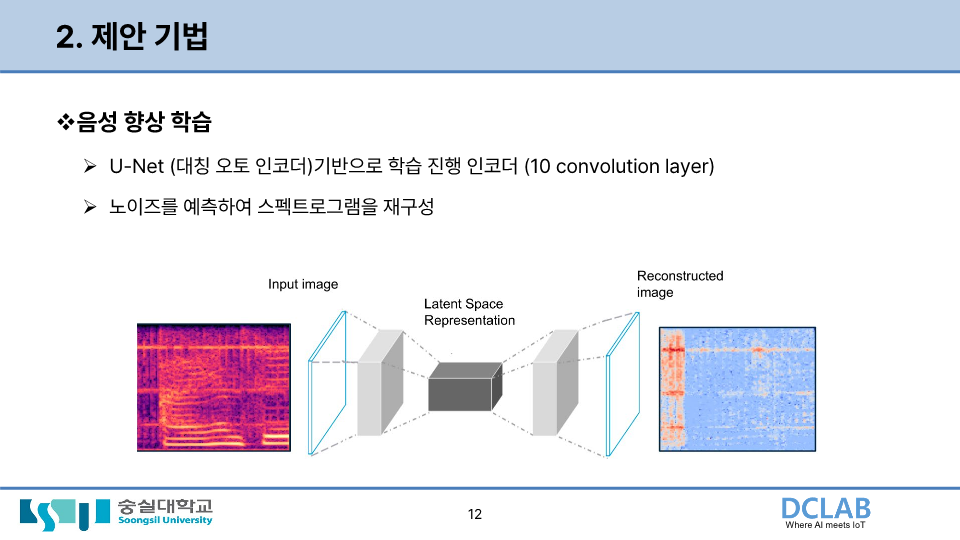 2. 제안 기법
❖음성 향상 학습
➢ U-Net (대칭 오토 인코더)기반으로 학습 진행 인코더 (10 convolution layer)
➢ 노이즈를 예측하여 스펙트로그램을 재구성
Input image
Latent Space
Representation
Reconstructed
image
숭실대학교
Soongsil University
12
DCLAB
Where AI meets IoT